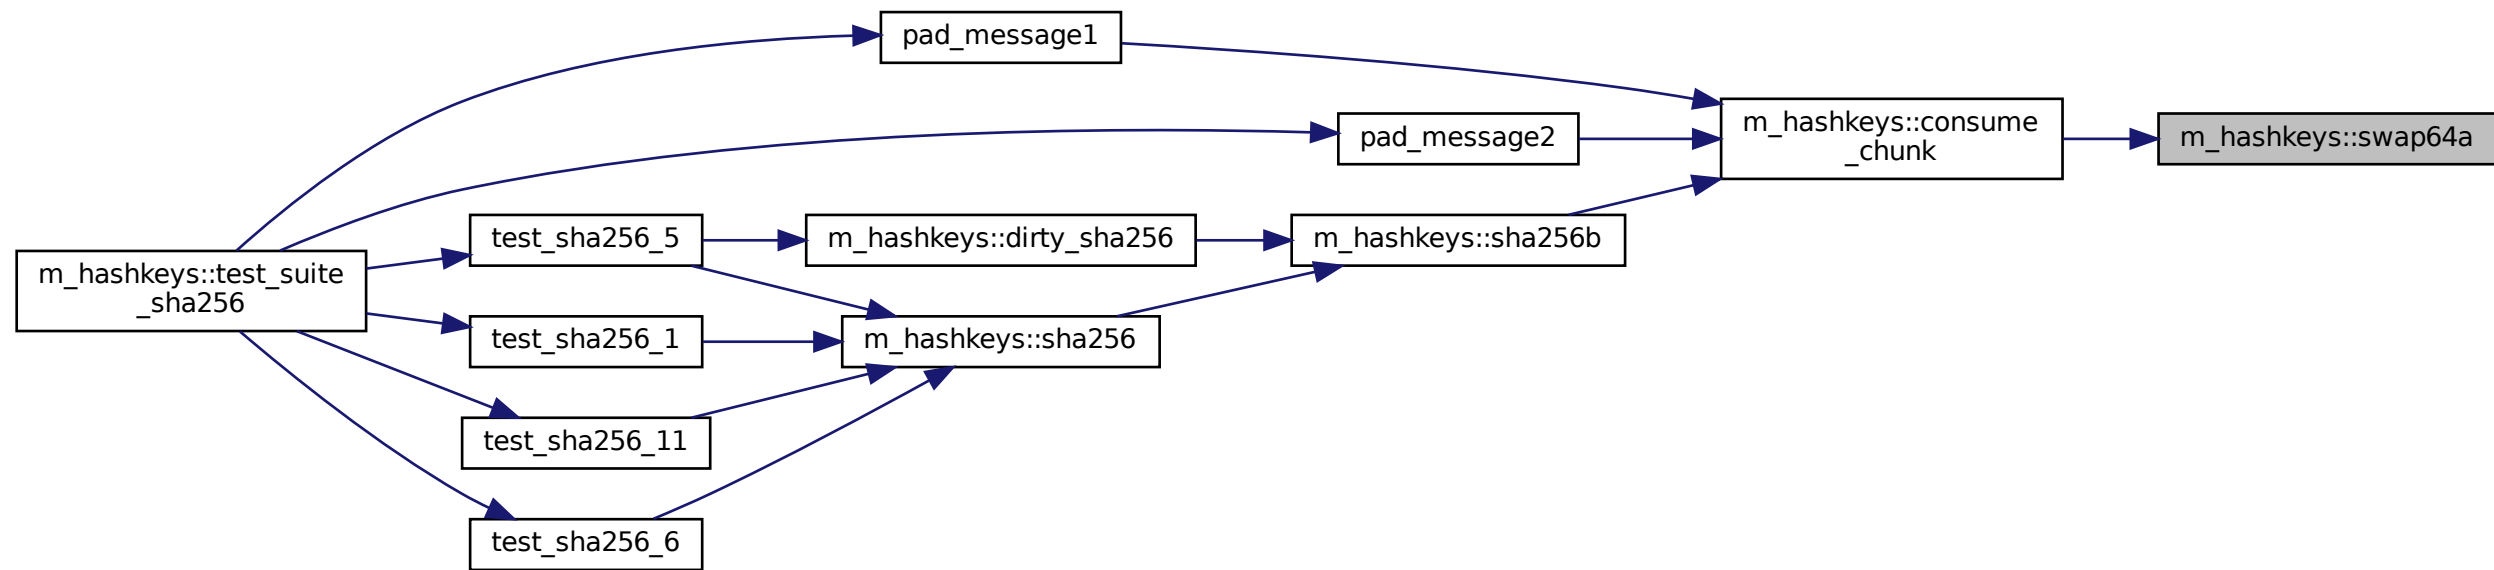 pad_message1
m_hashkeys::consume
_chunk
pad_message2
m_hashkeys::swap64a
test_sha256_5
m_hashkeys::dirty_sha256
m_hashkeys::sha256b
m_hashkeys::test_suite
_sha256
test_sha256_1
m_hashkeys::sha256
test_sha256_11
test_sha256_6